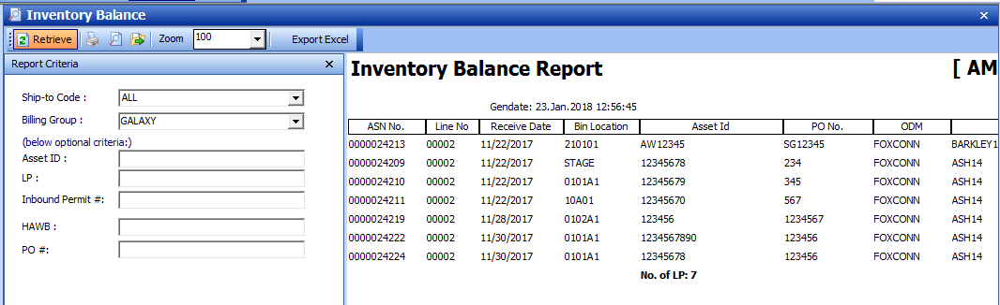 Inventory Balance
Retrieve Zoom 100 Export Excel
Report Criteria
Ship-to Code : ALL
Billing Group : GALAXY
(below optional criteria:)
Asset ID :
LP :
Inbound Permit #:
HAWB :
PO #:
Inventory Balance Report [ AM
Gendate: 23.Jan.2018 12:56:45
ASN No. Line No Receive Date Bin Location Asset Id PO No. ODM
0000024213 00002 11/22/2017 210101 AW12345 SG12345 FOXCONN BARKLEY1
0000024209 00002 11/22/2017 STAGE 12345678 234 FOXCONN ASH14
0000024210 00002 11/22/2017 0101A1 12345679 345 FOXCONN ASH14
0000024211 00002 11/22/2017 10A01 12345670 567 FOXCONN ASH14
0000024219 00002 11/28/2017 0102A1 123456 1234567 FOXCONN ASH14
0000024222 00002 11/30/2017 0101A1 1234567890 123456 FOXCONN ASH14
0000024224 00002 11/30/2017 0101A1 12345678 123456 FOXCONN ASH14
No. of LP: 7